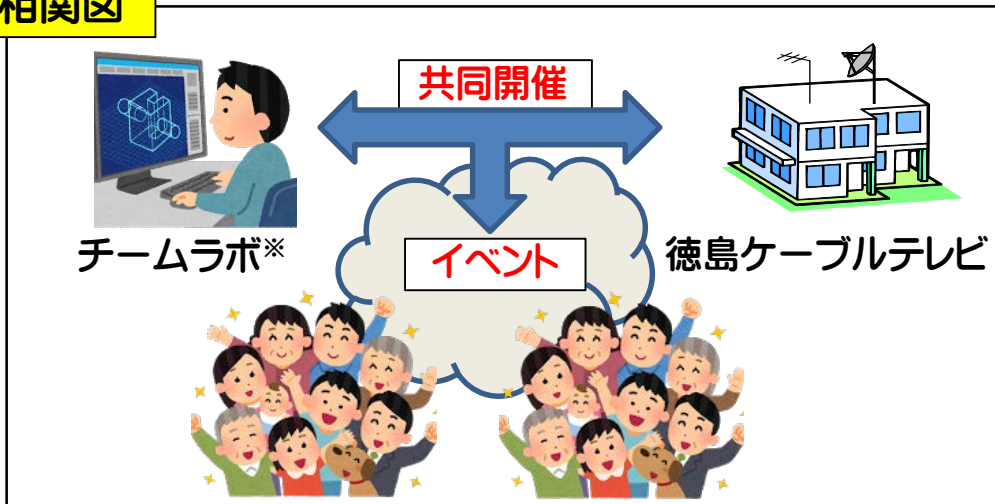 相関図
共同開催
チームラボ※
イベント
徳島ケーブルテレビ